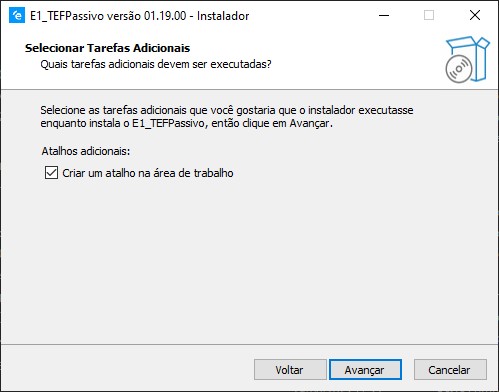 E1_TEFPassivo versão 01.19.00 - Instalador
Selecionar Tarefas Adicionais
Quais tarefas adicionais devem ser executadas?
Selecione as tarefas adicionais que você gostaria que o instalador executasse
enquanto instala o E1_TEFPassivo, então clique em Avançar.
Atalhos adicionais:
Criar um atalho na área de trabalho
Voltar
Avançar
Cancelar